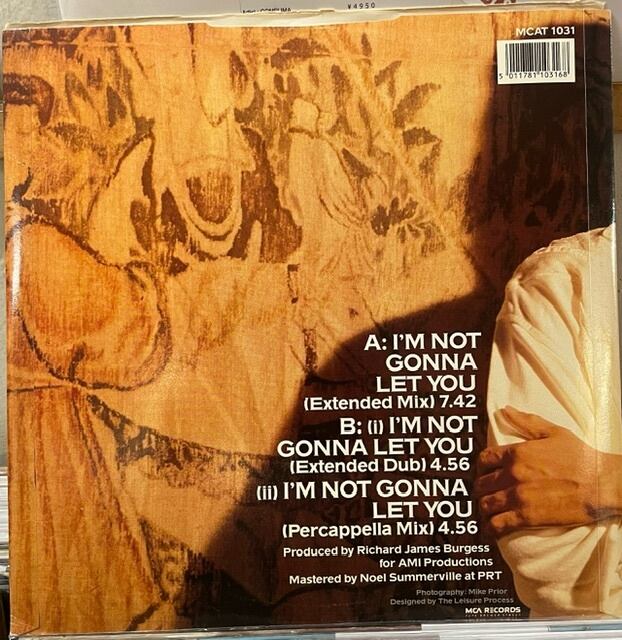 ¥4950
MCAT 1031
5 011781 103168
A: I'M NOT
GONNA
LET YOU
(Extended Mix) 7.42
B: (i) I'M NOT
GONNA LET YOU
(Extended Dub) 4.56
(ii) I'M NOT GONNA
LET YOU
(Percappella Mix) 4.56
Produced by Richard James Burgess
for AMI Productions
Mastered by Noel Summerville at PRT
Photography: Mike Prior
Designed by The Leisure Process
MCA RECORDS